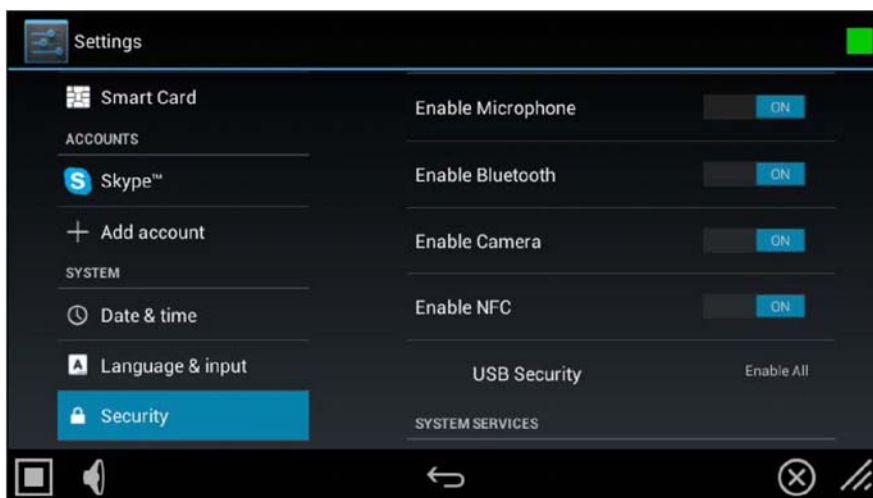 Settings
Smart Card
ACCOUNTS
S Skype™
Add account
SYSTEM
Date & time
A Language & input
Security
Enable Microphone ON
Enable Bluetooth ON
Enable Camera ON
Enable NFC ON
USB Security Enable All
SYSTEM SERVICES